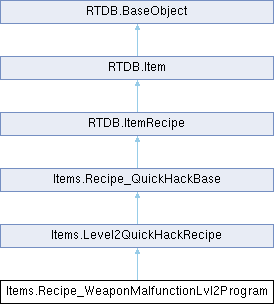 RTDB.BaseObject
RTDB.Item
RTDB.ItemRecipe
Items.Recipe_QuickHackBase
Items.Level2QuickHackRecipe
Items.Recipe_WeaponMalfunctionLvl2Program